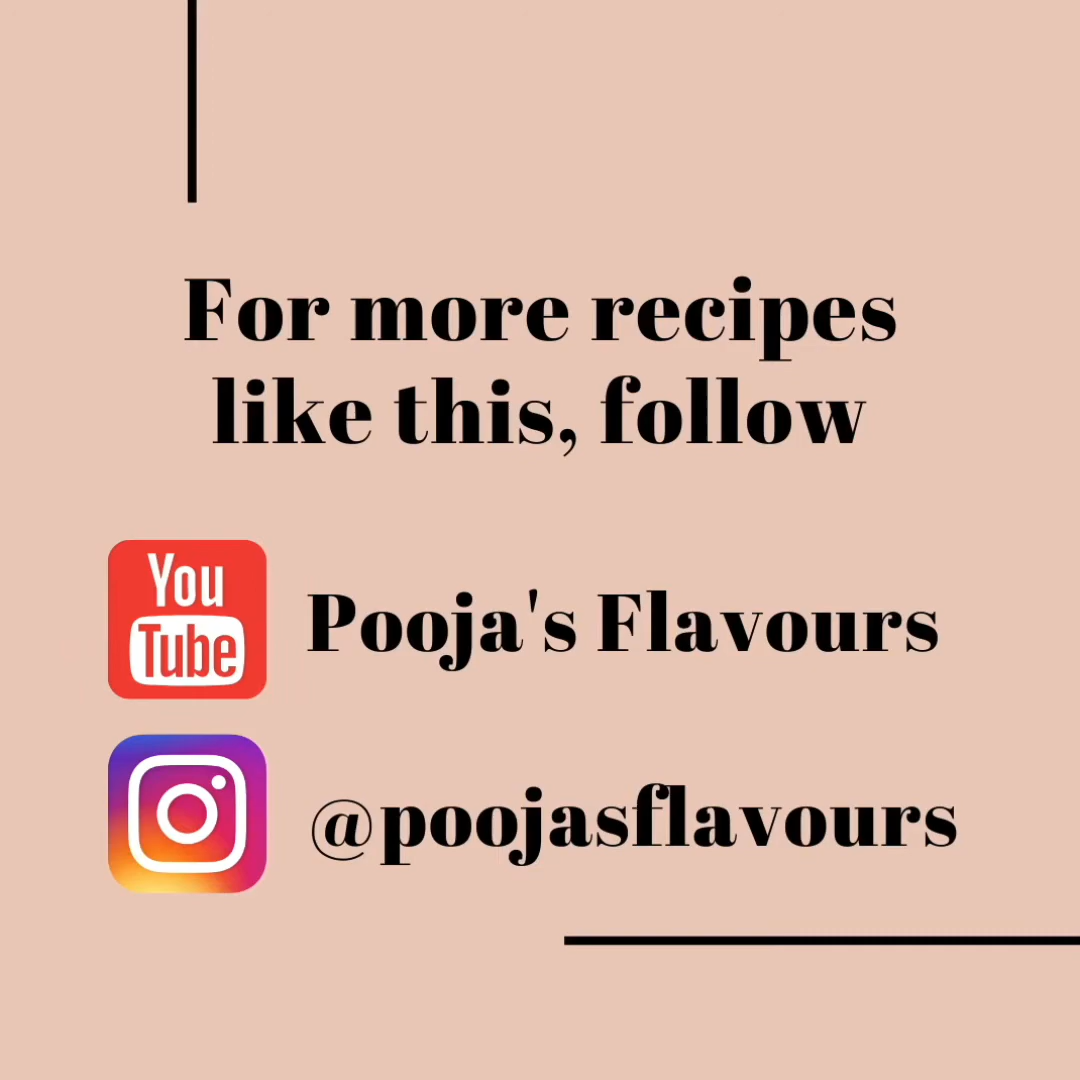 For more recipes
like this, follow
You
Tube
Pooja's Flavours
@poojasflavours